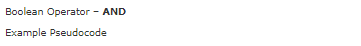 Boolean Operator – AND
Example Pseudocode